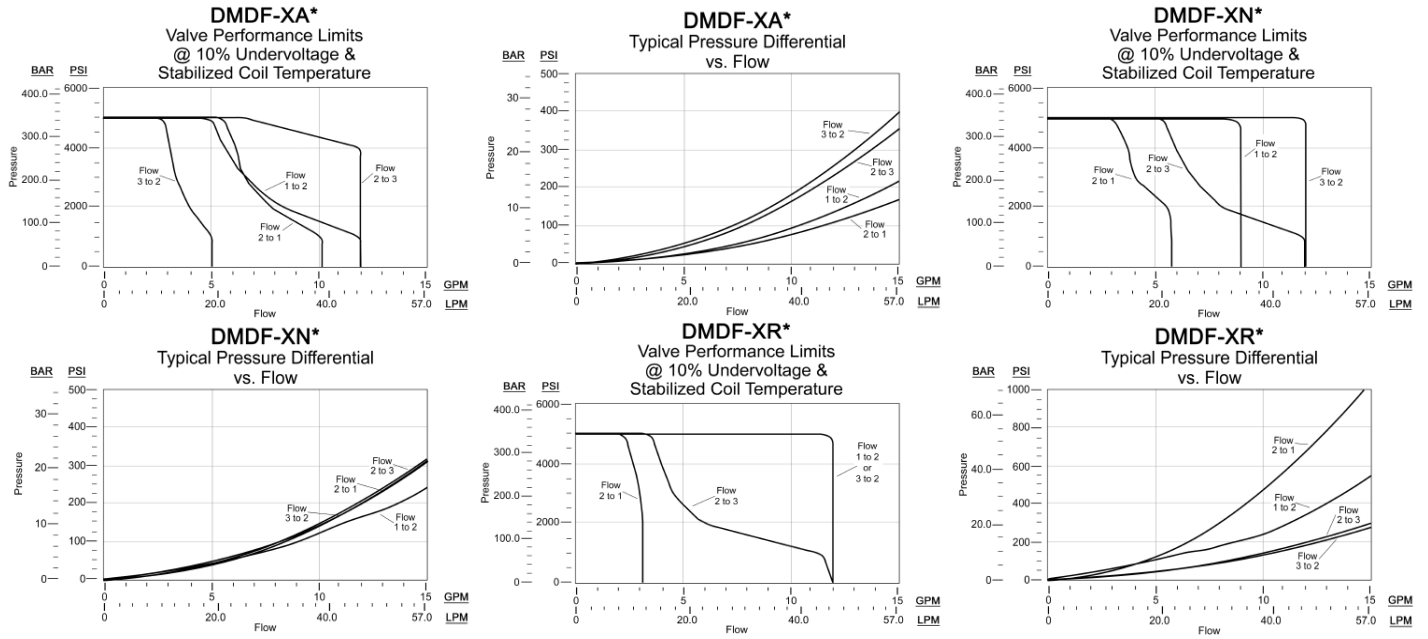 DMDF-XA*
Valve Performance Limits
@ 10% Undervoltage &
Stabilized Coil Temperature
BAR PSI
6000
400.0
300.0
4000
200.0
2000
100.0
0 0
Pressure
Flow
3 to 2
Flow
1 to 2
Flow
2 to 1
Flow
2 to 3
0 5 10 15 GPM
0 20.0 40.0 57.0 LPM
Flow
DMDF-XA*
Typical Pressure Differential
vs. Flow
BAR PSI
500
30
400
300
20
200
10
100
0 0
Pressure
Flow
3 to 2
Flow
2 to 3
Flow
1 to 2
Flow
2 to 1
0 5 10 15 GPM
0 20.0 40.0 57.0 LPM
Flow
DMDF-XN*
Valve Performance Limits
@ 10% Undervoltage &
Stabilized Coil Temperature
BAR PSI
6000
400.0
300.0
4000
200.0
2000
100.0
0 0
Pressure
Flow
2 to 1
Flow
2 to 3
Flow
1 to 2
Flow
3 to 2
0 5 10 15 GPM
0 20.0 40.0 57.0 LPM
Flow
DMDF-XN*
Typical Pressure Differential
vs. Flow
BAR PSI
500
30
400
300
20
200
10
100
0 0
Pressure
Flow
2 to 3
Flow
2 to 1
Flow
3 to 2
Flow
1 to 2
0 5 10 15 GPM
0 20.0 40.0 57.0 LPM
Flow
DMDF-XR*
Valve Performance Limits
@ 10% Undervoltage &
Stabilized Coil Temperature
BAR PSI
6000
400.0
300.0
4000
200.0
2000
100.0
0 0
Pressure
Flow
2 to 1
Flow
2 to 3
Flow
1 to 2
or
3 to 2
0 5 10 15 GPM
0 20.0 40.0 57.0 LPM
Flow
DMDF-XR*
Typical Pressure Differential
vs. Flow
BAR PSI
1000
60.0
800
600
40.0
400
20.0
200
0.0 0
Pressure
Flow
2 to 1
Flow
1 to 2
Flow
2 to 3
Flow
3 to 2
0 5 10 15 GPM
0 20.0 40.0 57.0 LPM
Flow